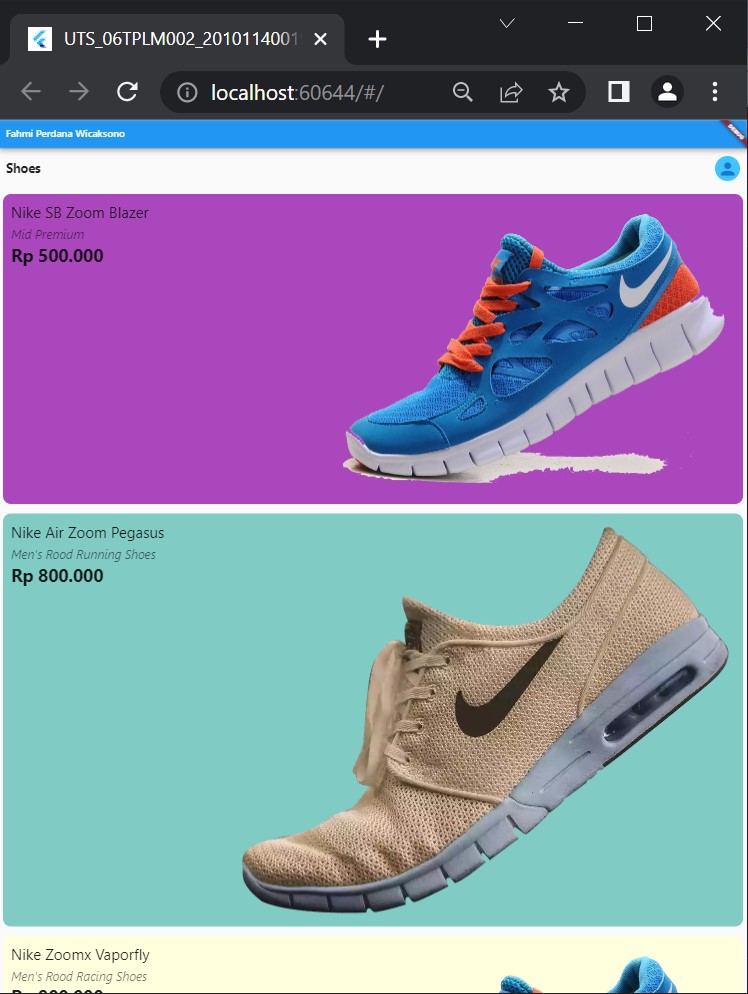 UTS_06TPLM002_2010114001
localhost:60644/#/
Fahmi Perdana Wicaksono
DEBUG
Shoes
Nike SB Zoom Blazer
Mid Premium
Rp 500.000
Nike Air Zoom Pegasus
Men's Rood Running Shoes
Rp 800.000
Nike Zoomx Vaporfly
Men's Rood Racing Shoes